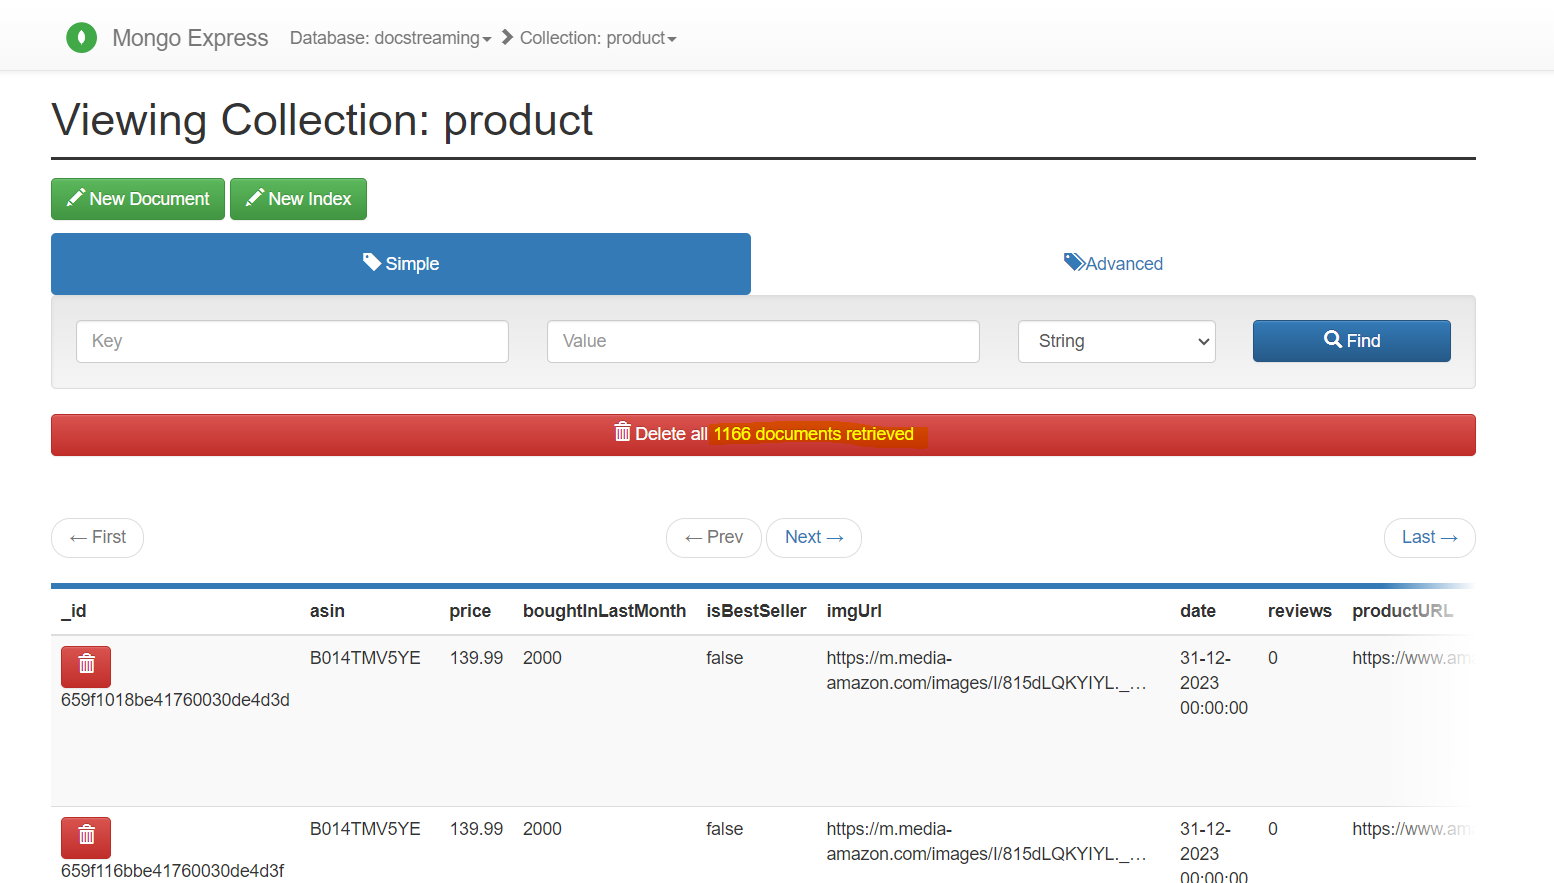 Mongo Express Database: docstreaming Collection: product
Viewing Collection: product
New Document New Index
Simple Advanced
Key Value String Find
Delete all 1166 documents retrieved
← First ← Prev Next → Last →
_id asin price boughtInLastMonth isBestSeller imgUrl date reviews productURL
B014TMV5YE 139.99 2000 false https://m.media- 31-12- 0 https://www.am
amazon.com/images/I/815dLQKYIYL._… 2023
659f1018be41760030de4d3d 00:00:00
B014TMV5YE 139.99 2000 false https://m.media- 31-12- 0 https://www.am
amazon.com/images/I/815dLQKYIYL._… 2023
659f116bbe41760030de4d3f 00:00:00